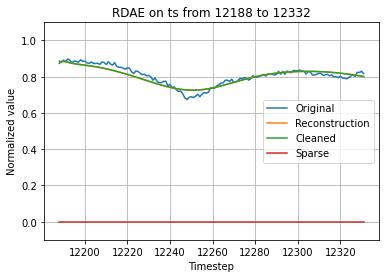 RDAE on ts from 12188 to 12332
Normalized value
1.0
0.8
0.6
0.4
0.2
0.0
Original
Reconstruction
Cleaned
Sparse
12200 12220 12240 12260 12280 12300 12320
Timestep